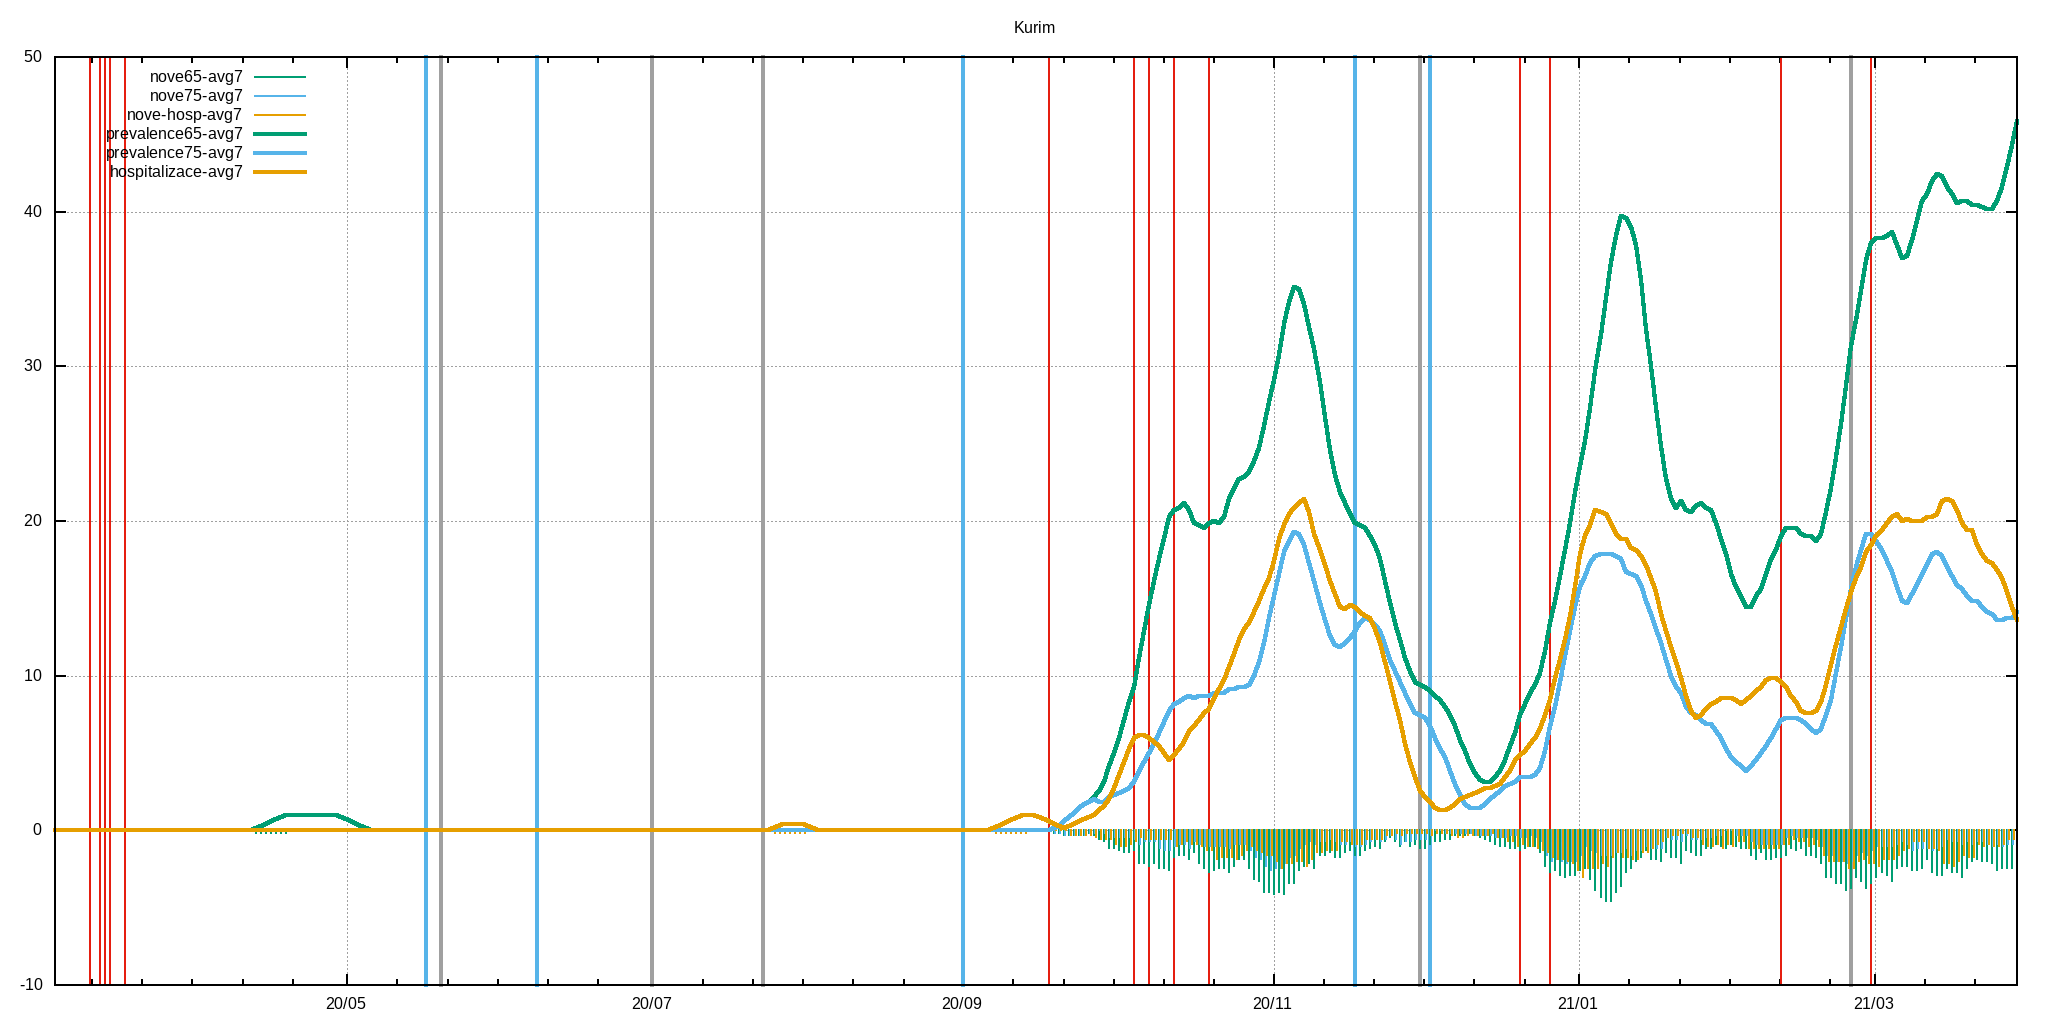 Kurim
50
nove65-avg7
nove75-avg7
nove-hosp-avg7
prevalence65-avg7
prevalence75-avg7
hospitalizace-avg7
40
30
20
10
0
-10
20/05
20/07
20/09
20/11
21/01
21/03